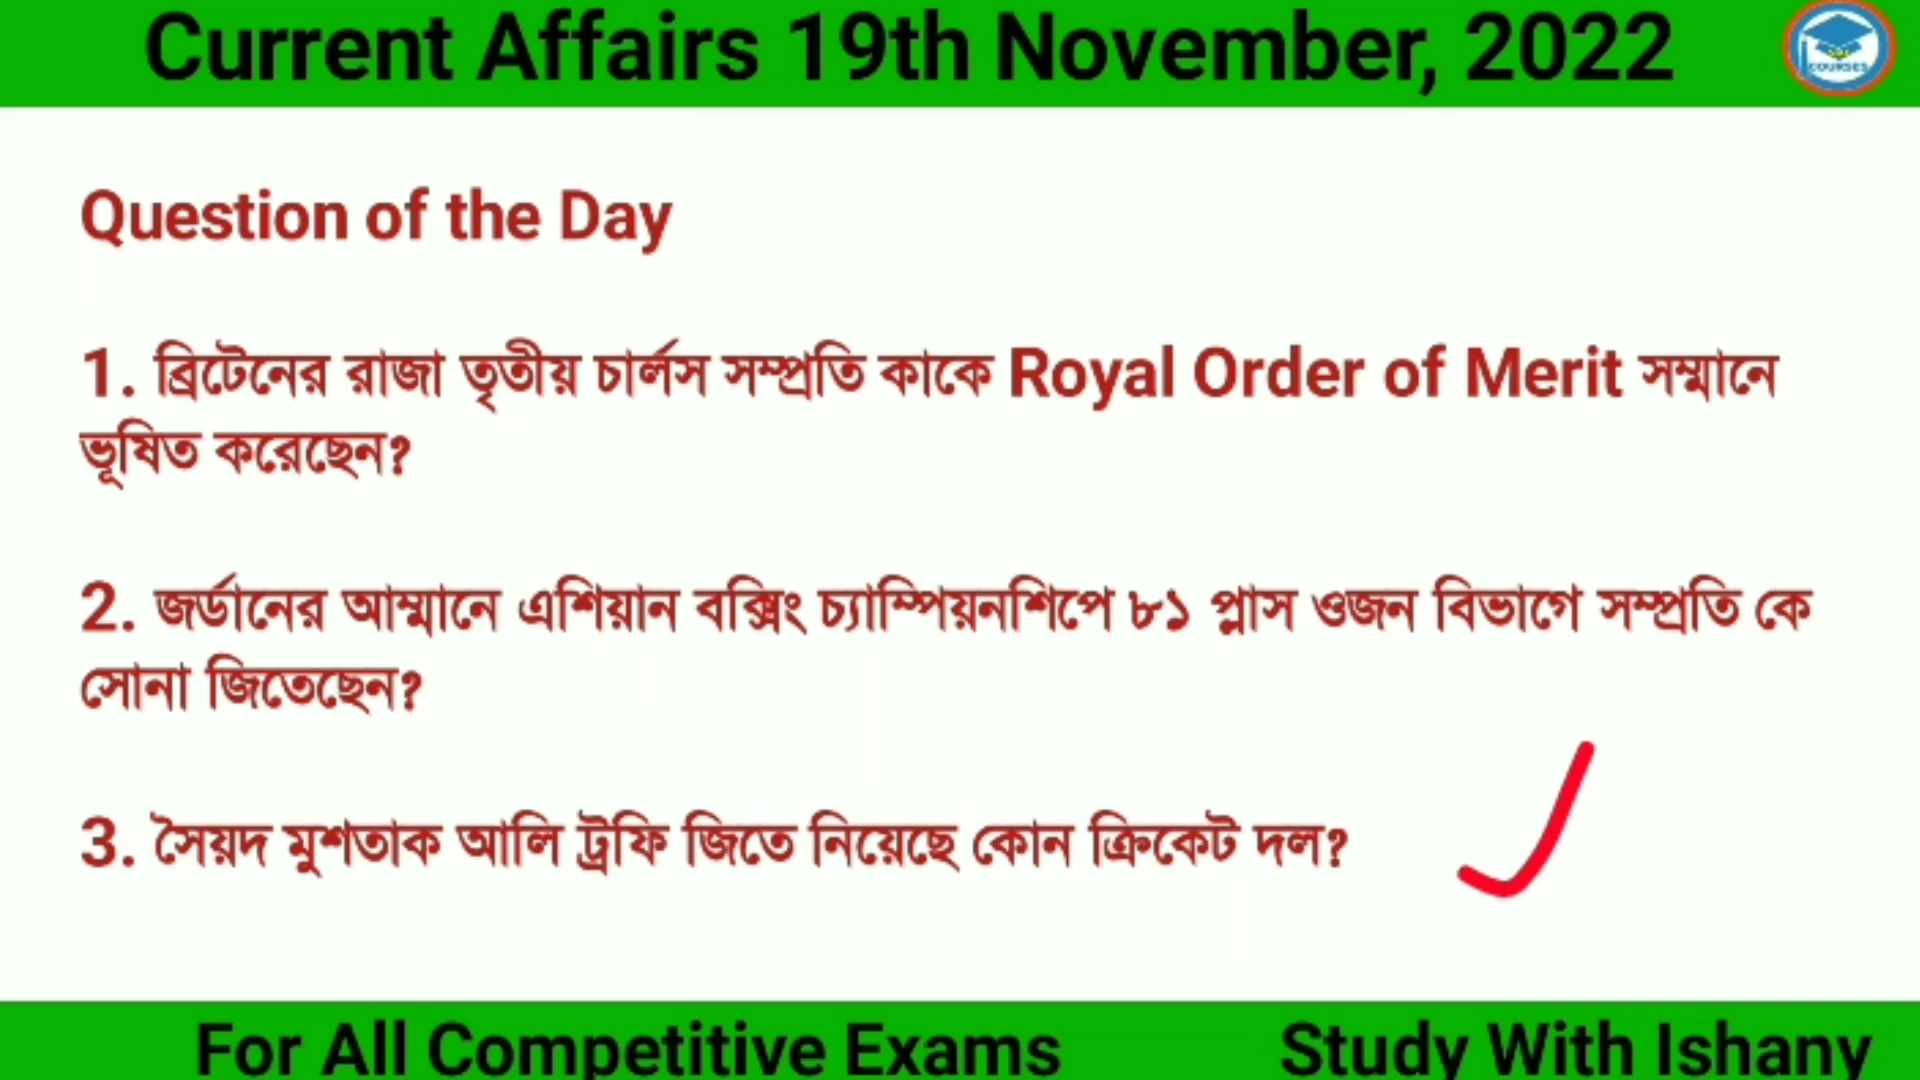 Current Affairs 19th November, 2022
COURSES
Question of the Day
1. ব্রিটেনের রাজা তৃতীয় চার্লস সম্প্রতি কাকে Royal Order of Merit সম্মানে
ভূষিত করেছেন?
2. জর্ডানের আম্মানে এশিয়ান বক্সিং চ্যাম্পিয়নশিপে ৮১ প্লাস ওজন বিভাগে সম্প্রতি কে
সোনা জিতেছেন?
3. সৈয়দ মুশতাক আলি ট্রফি জিতে নিয়েছে কোন ক্রিকেট দল?
For All Competitive Exams Study With Ishany